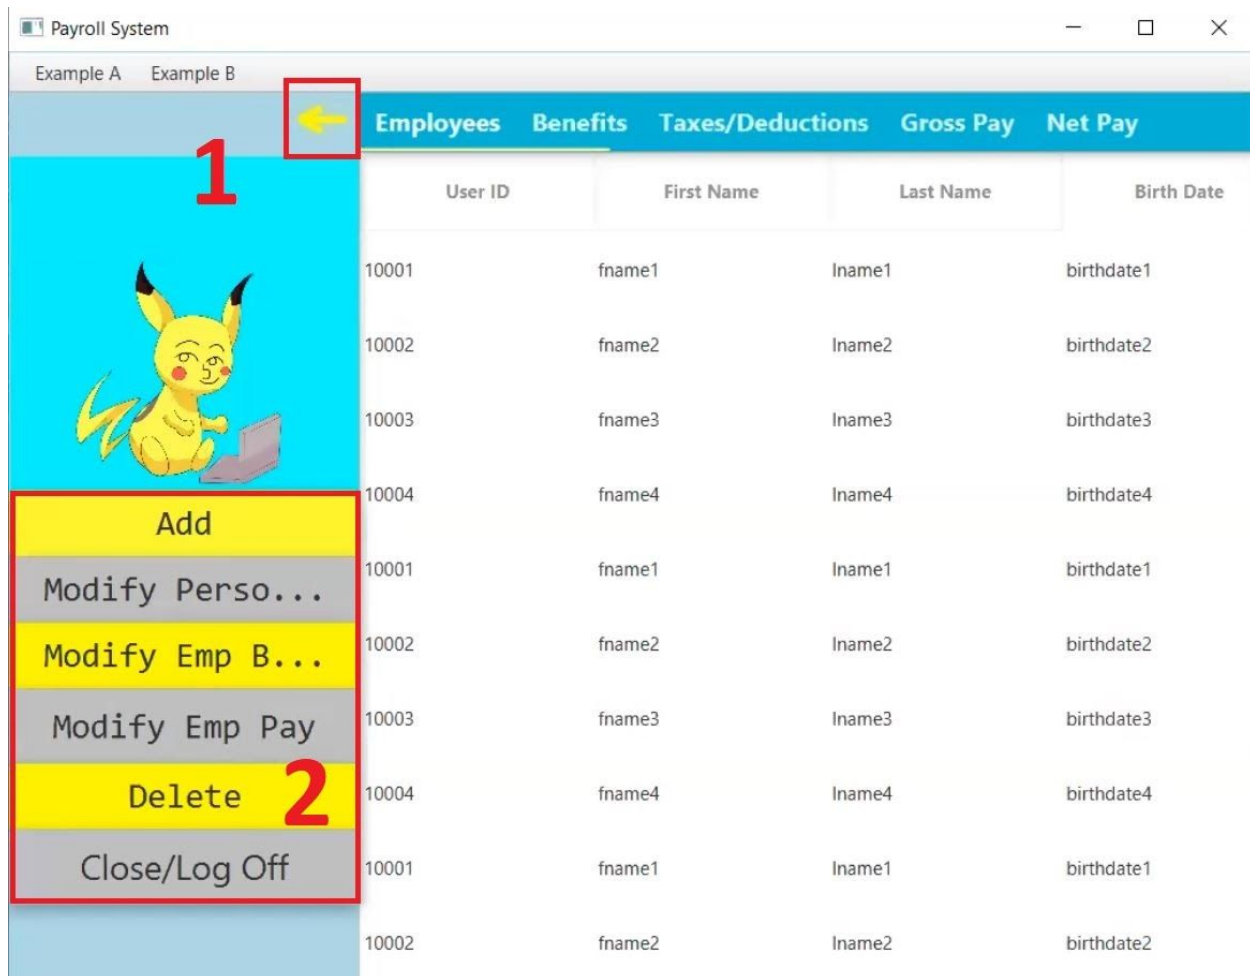 Payroll System
Example A Example B
1
Employees Benefits Taxes/Deductions Gross Pay Net Pay
User ID First Name Last Name Birth Date
10001 fname1 lname1 birthdate1
10002 fname2 lname2 birthdate2
10003 fname3 lname3 birthdate3
10004 fname4 lname4 birthdate4
10001 fname1 lname1 birthdate1
10002 fname2 lname2 birthdate2
10003 fname3 lname3 birthdate3
10004 fname4 lname4 birthdate4
10001 fname1 lname1 birthdate1
10002 fname2 lname2 birthdate2
Add
Modify Perso...
Modify Emp B...
Modify Emp Pay
Delete
2
Close/Log Off